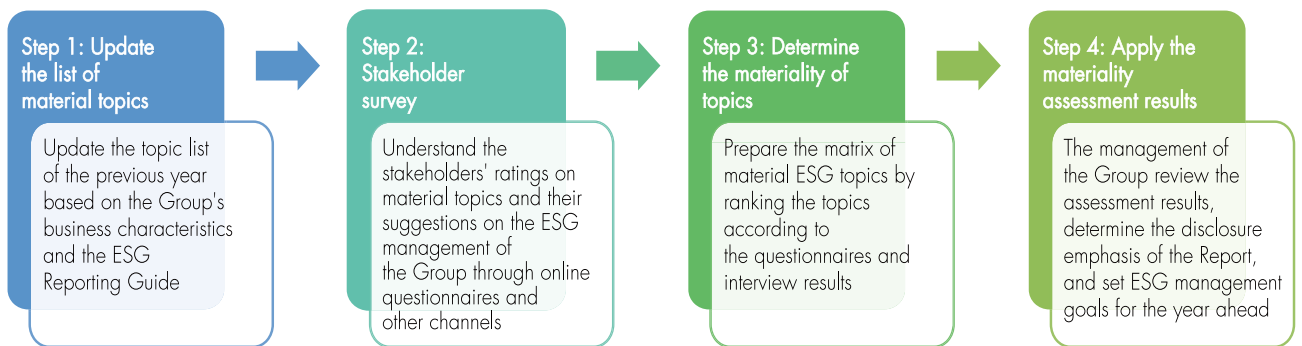 Step 1: Update
the list of
material topics
Update the topic list
of the previous year
based on the Group's
business characteristics
and the ESG
Reporting Guide
Step 2:
Stakeholder
survey
Understand the
stakeholders' ratings on
material topics and their
suggestions on the ESG
management of
the Group through online
questionnaires and
other channels
Step 3: Determine
the materiality of
topics
Prepare the matrix of
material ESG topics by
ranking the topics
according to
the questionnaires and
interview results
Step 4: Apply the
materiality
assessment results
The management of
the Group review the
assessment results,
determine the disclosure
emphasis of the Report,
and set ESG management
goals for the year ahead